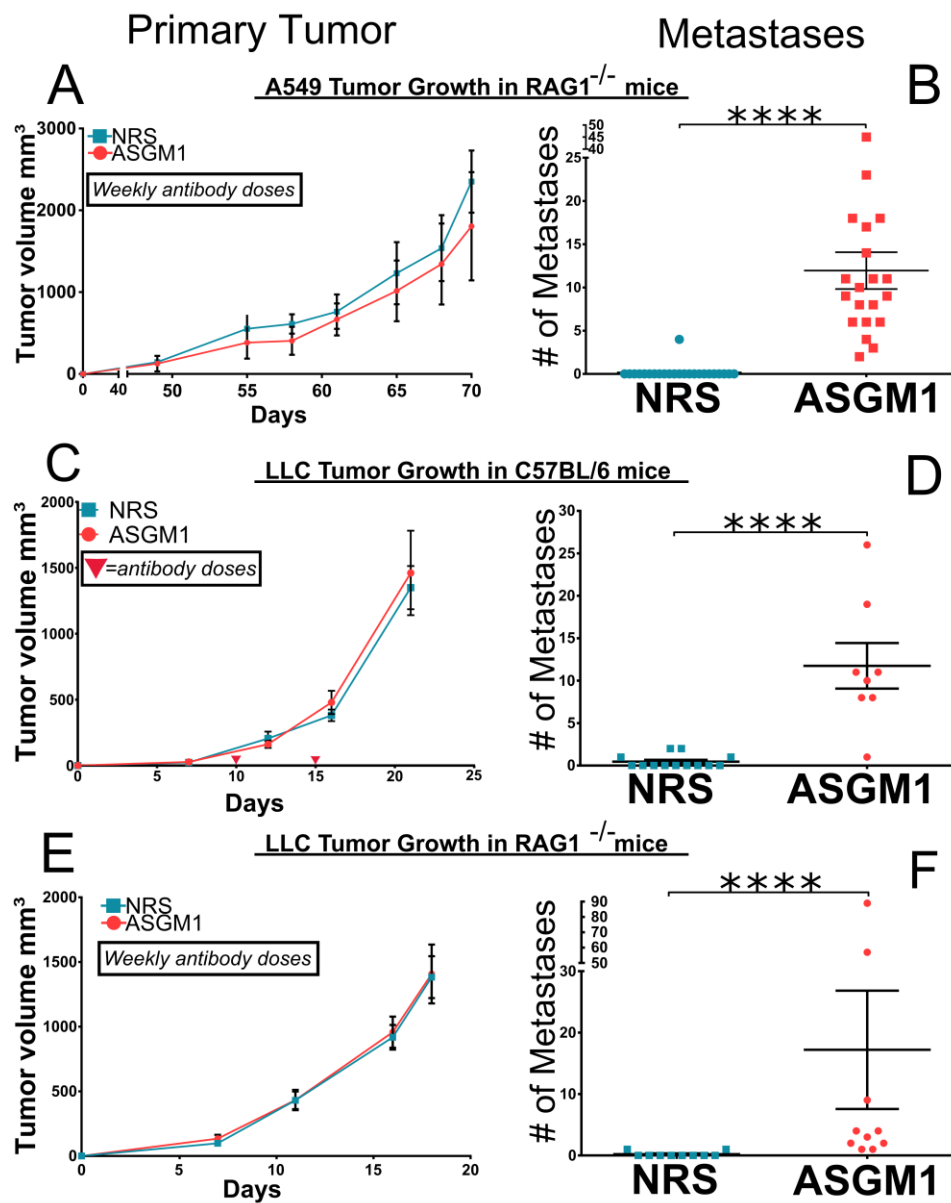 Primary Tumor
Metastases
A
A549 Tumor Growth in RAG1-/- mice
B
NRS
ASGM1
Weekly antibody doses
Tumor volume mm3
3000
2000
1000
0
0
40
50
55
60
65
70
Days
****
# of Metastases
50
45
40
25
20
15
10
5
0
NRS
ASGM1
C
LLC Tumor Growth in C57BL/6 mice
D
NRS
ASGM1
=antibody doses
Tumor volume mm3
2000
1500
1000
500
0
0
5
10
15
20
25
Days
****
# of Metastases
30
25
20
15
10
5
0
NRS
ASGM1
E
LLC Tumor Growth in RAG1 -/- mice
F
NRS
ASGM1
Weekly antibody doses
Tumor volume mm3
2000
1500
1000
500
0
0
5
10
15
20
Days
****
# of Metastases
90
80
70
60
50
30
20
10
0
NRS
ASGM1